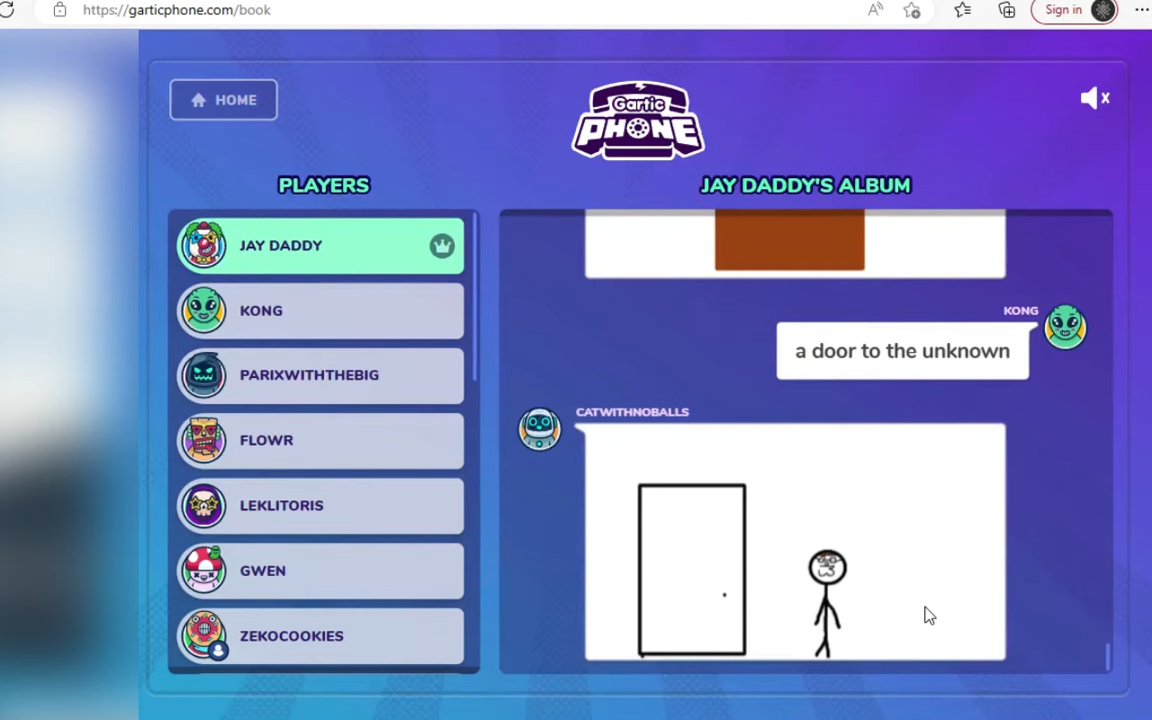 https://garticphone.com/book
Sign in
HOME
Gartic
PHONE
PLAYERS
JAY DADDY
KONG
PARIXWITHTHEBIG
FLOWR
LEKLITORIS
GWEN
ZEKOCOOKIES
JAY DADDY'S ALBUM
KONG
a door to the unknown
CATWITHNOBALLS